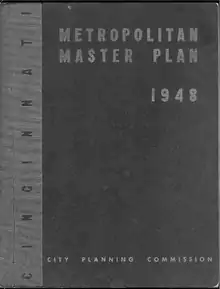 METROPOLITAN
MASTER PLAN
1948
CINCINNATI
CITY PLANNING COMMISSION